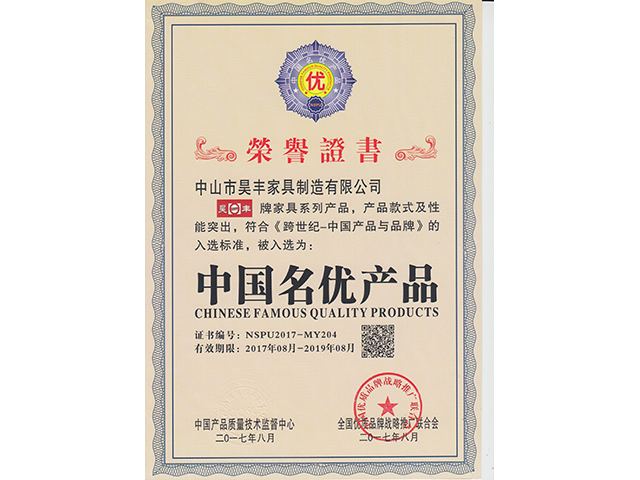 优
榮譽證書
中山市昊丰家具制造有限公司
昊 丰 牌家具系列产品，产品款式及性
能突出，符合《跨世纪-中国产品与品牌》的
入选标准，被入选为：
中国名优产品
CHINESE FAMOUS QUALITY PRODUCTS
证书编号：NSPU2017-MY204
有效期限：2017年08月-2019年08月
中国产品质量技术监督中心
二〇一七年八月
全国优质品牌战略推广联合会
二〇一七年八月